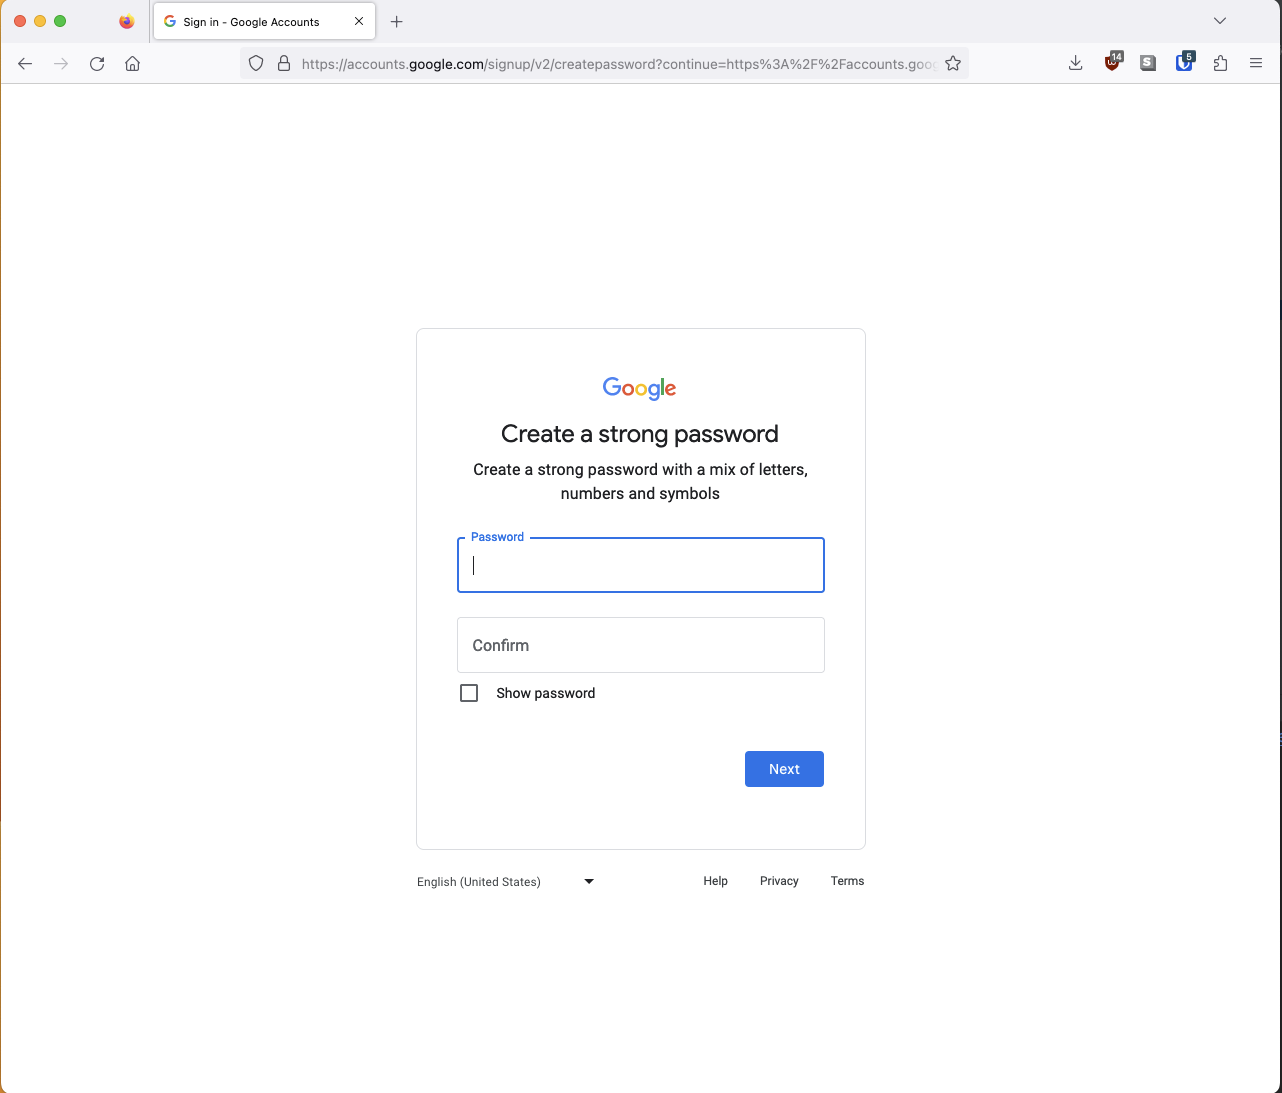 Sign in - Google Accounts
https://accounts.google.com/signup/v2/createpassword?continue=https%3A%2F%2Faccounts.goo
14
S
5
Google
Create a strong password
Create a strong password with a mix of letters,
numbers and symbols
Password
Confirm
Show password
Next
English (United States)
Help Privacy Terms